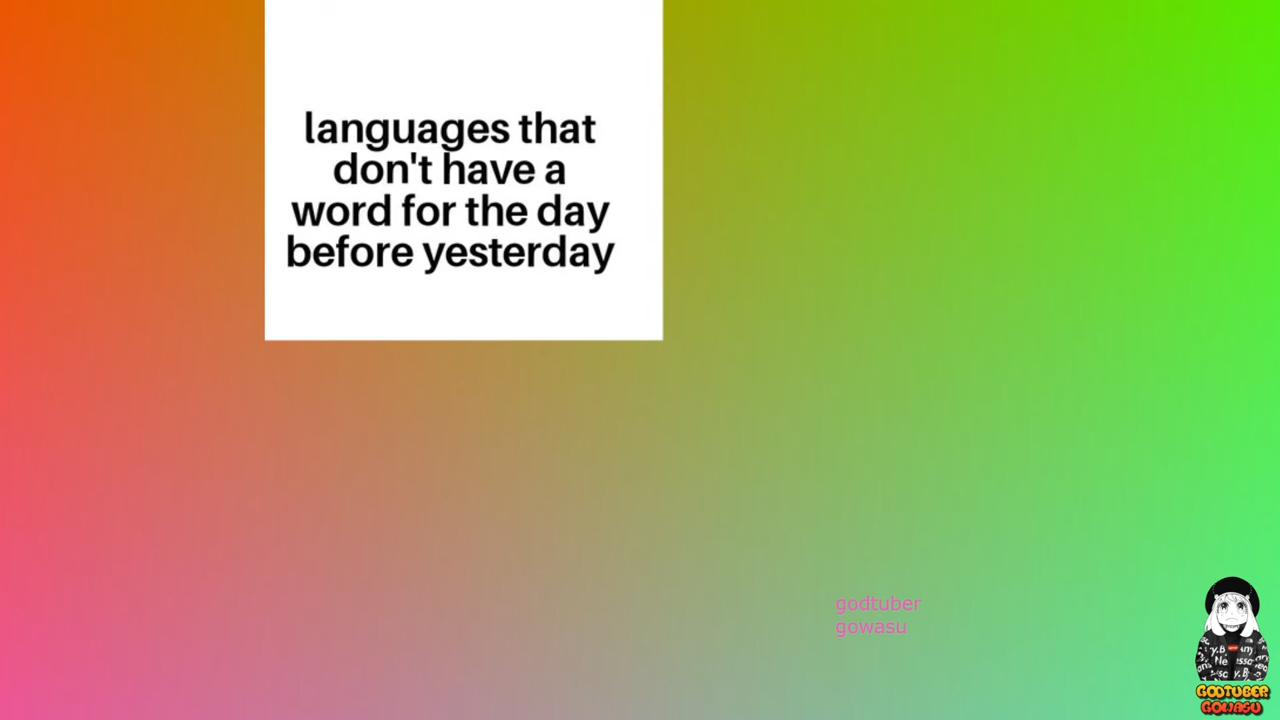 languages that
don't have a
word for the day
before yesterday
godtuber
gowasu
GODTUBER
GOWASU